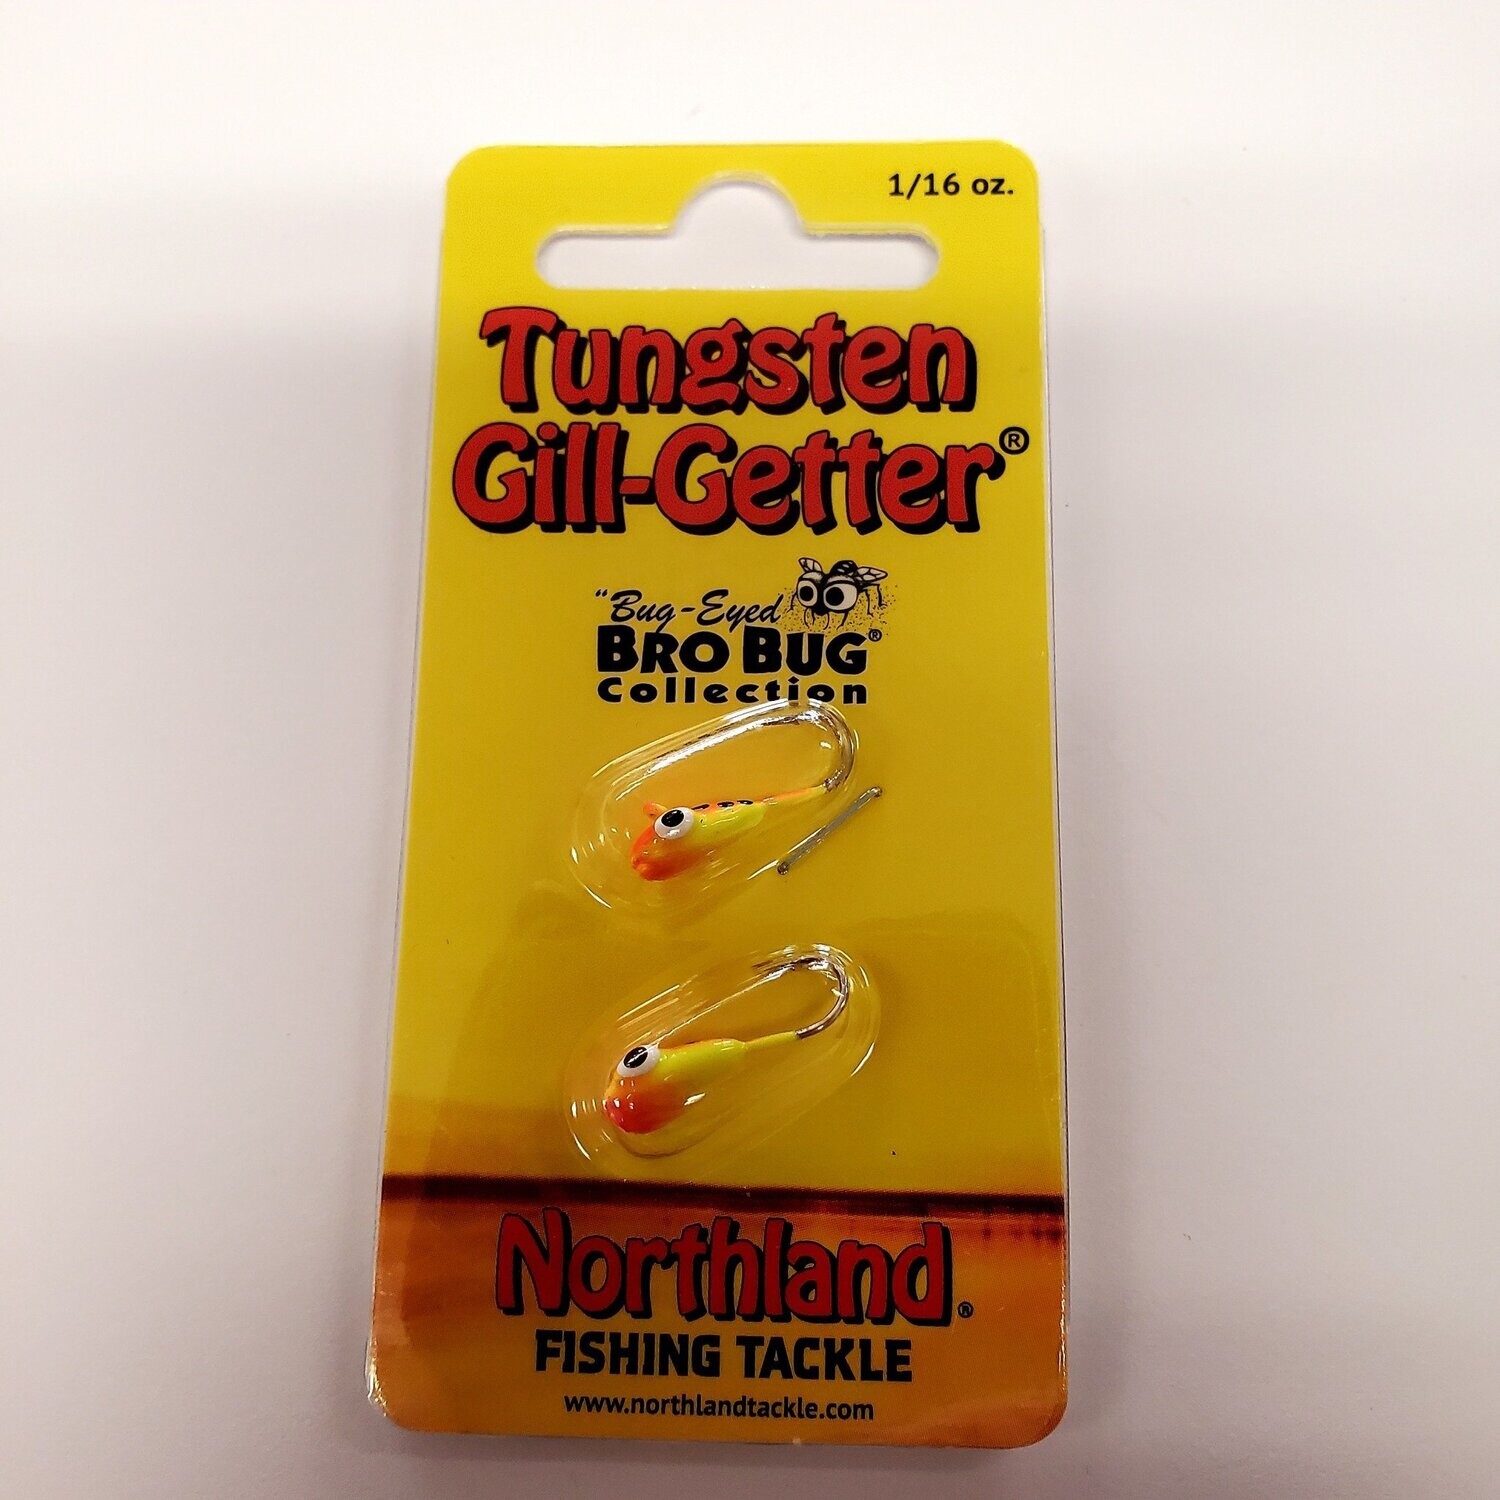 1/16 oz.
Tungsten
Gill-Getter®
"Bug-Eyed
BRO BUG®
Collection
Northland®
FISHING TACKLE
www.northlandtackle.com